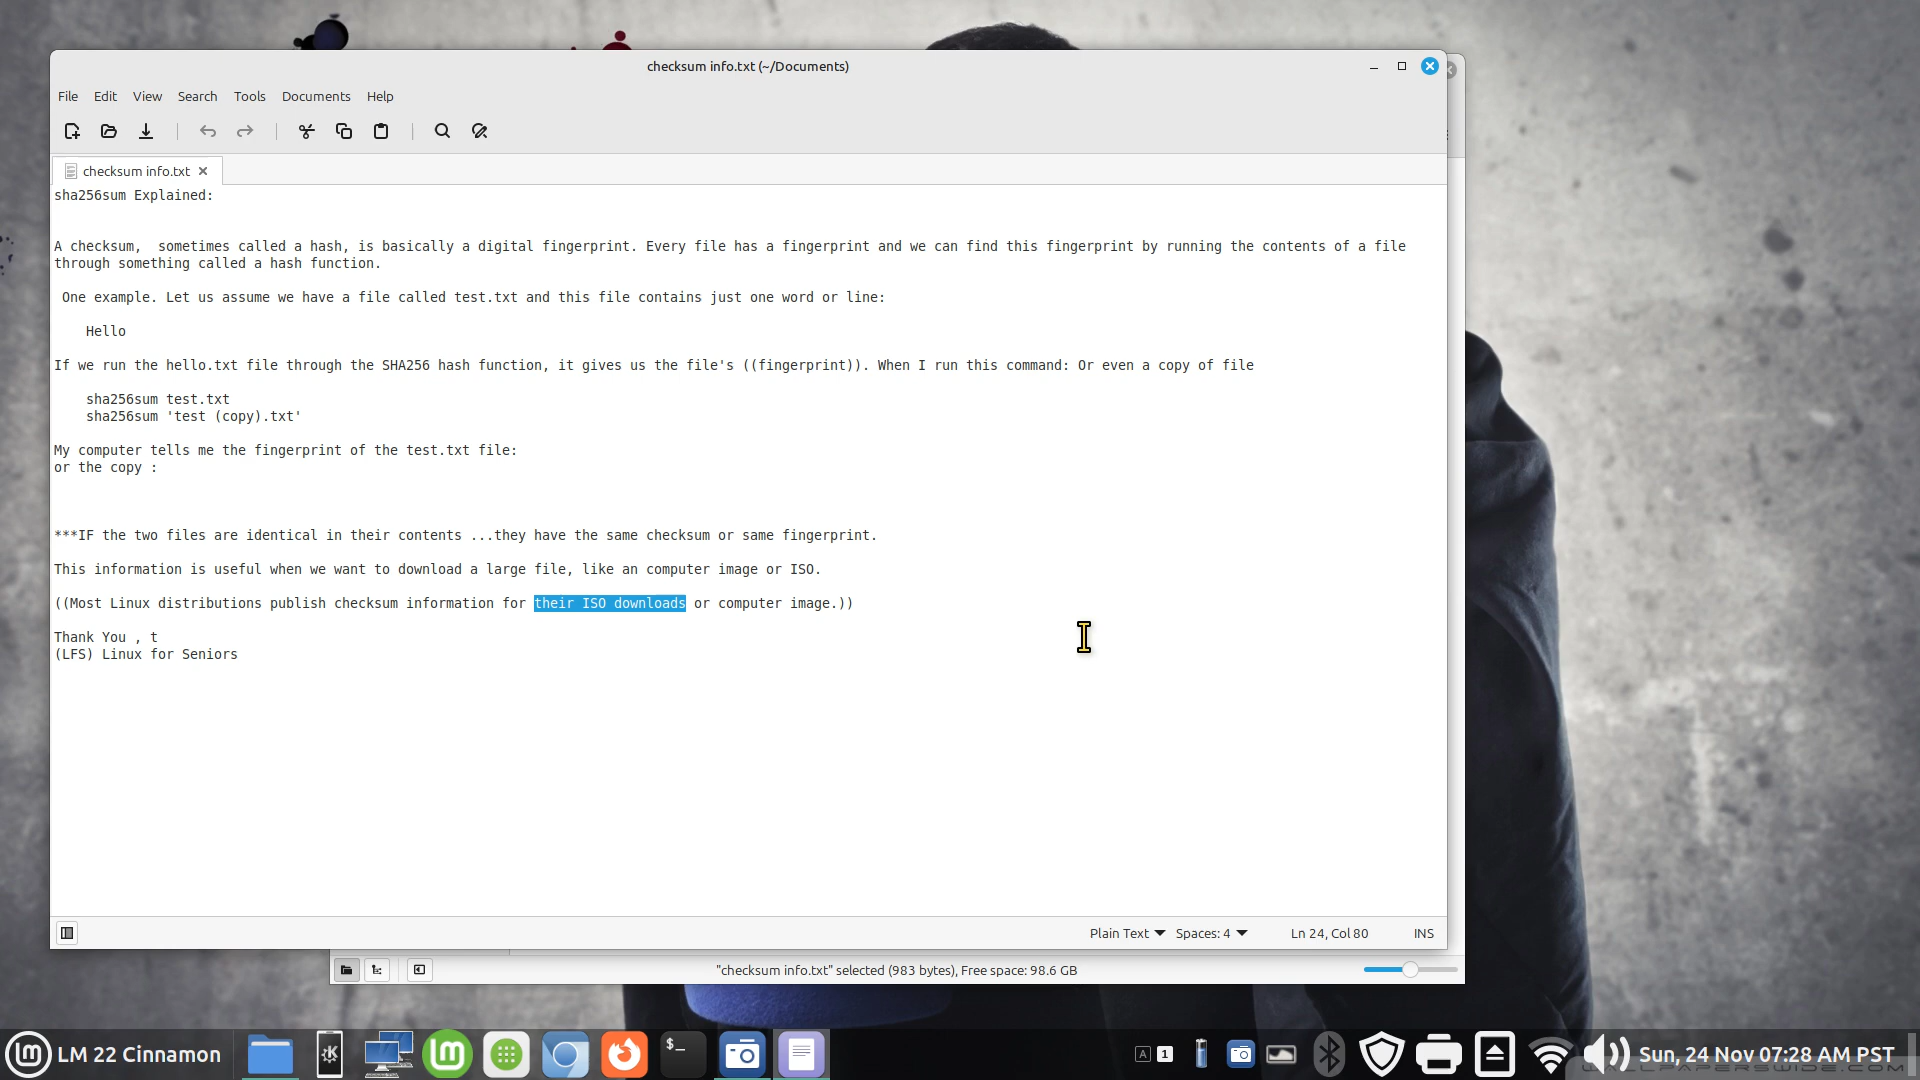 checksum info.txt (~/Documents)
File Edit View Search Tools Documents Help
checksum info.txt
sha256sum Explained:
A checksum,  sometimes called a hash, is basically a digital fingerprint. Every file has a fingerprint and we can find this fingerprint by running the contents of a file
through something called a hash function.
One example. Let us assume we have a file called test.txt and this file contains just one word or line:
Hello
If we run the hello.txt file through the SHA256 hash function, it gives us the file's ((fingerprint)). When I run this command: Or even a copy of file
sha256sum test.txt
sha256sum 'test (copy).txt'
My computer tells me the fingerprint of the test.txt file:
or the copy :
***IF the two files are identical in their contents ...they have the same checksum or same fingerprint.
This information is useful when we want to download a large file, like an computer image or ISO.
((Most Linux distributions publish checksum information for their ISO downloads or computer image.))
Thank You , t
(LFS) Linux for Seniors
Plain Text Spaces: 4 Ln 24, Col 80 INS
"checksum info.txt" selected (983 bytes), Free space: 98.6 GB
LM 22 Cinnamon $_ A 1 Sun, 24 Nov 07:28 AM PST
WALLPAPERSWIDE.COM